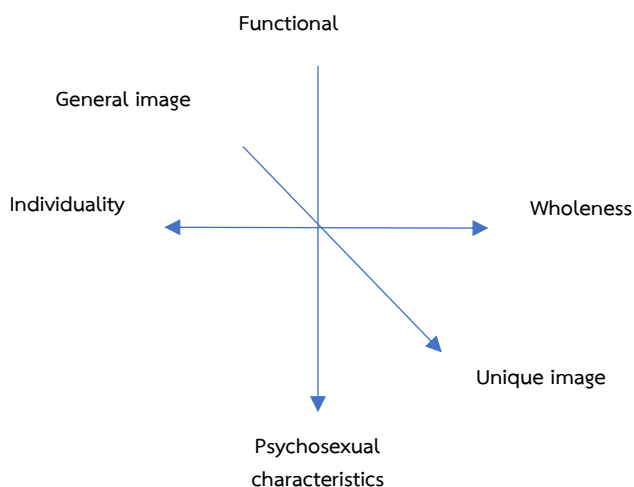 Functional
General image
Individuality
Wholeness
Unique image
Psychosexual
characteristics